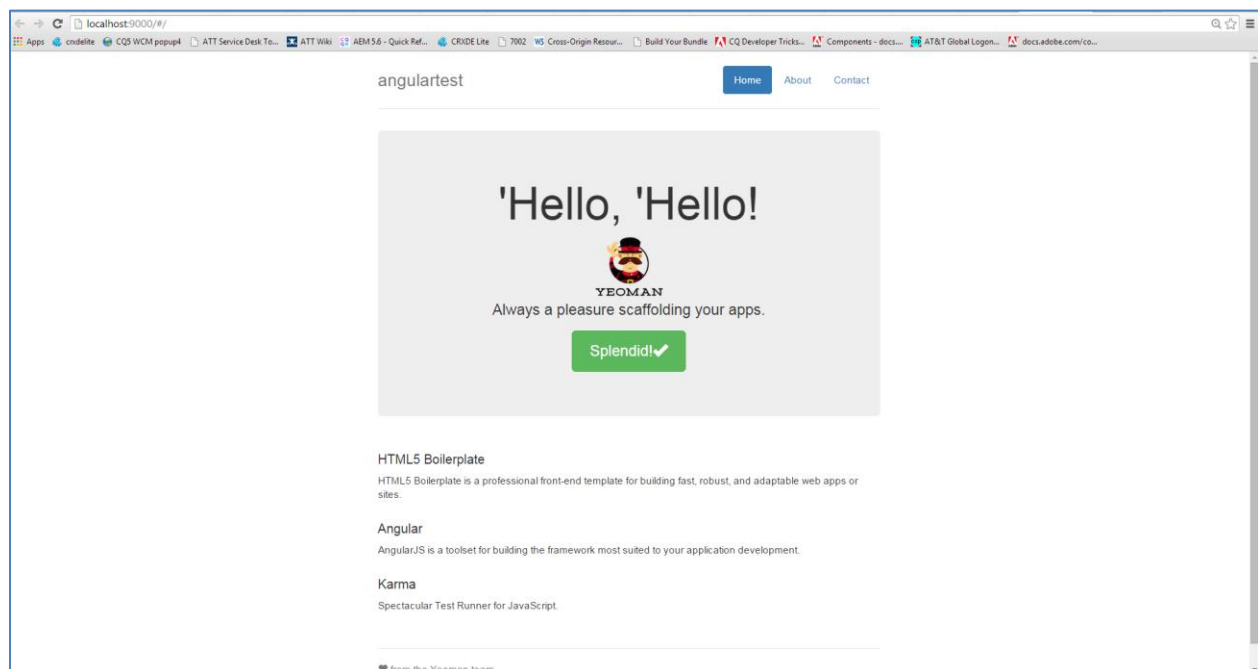 localhost:9000/#/
Apps cndelite CQ5 WCM popup4 ATT Service Desk To... ATT Wiki AEM 5.6 - Quick Ref... CRXDE Lite 7002 Cross-Origin Resour... Build Your Bundle CQ Developer Tricks... Components - docs.... AT&T Global Logon... docs.adobe.com/co...
angulartest Home About Contact
'Hello, 'Hello!
YEOMAN
Always a pleasure scaffolding your apps.
Splendid!✔
HTML5 Boilerplate
HTML5 Boilerplate is a professional front-end template for building fast, robust, and adaptable web apps or
sites.
Angular
AngularJS is a toolset for building the framework most suited to your application development.
Karma
Spectacular Test Runner for JavaScript.
♥ from the Yeoman team